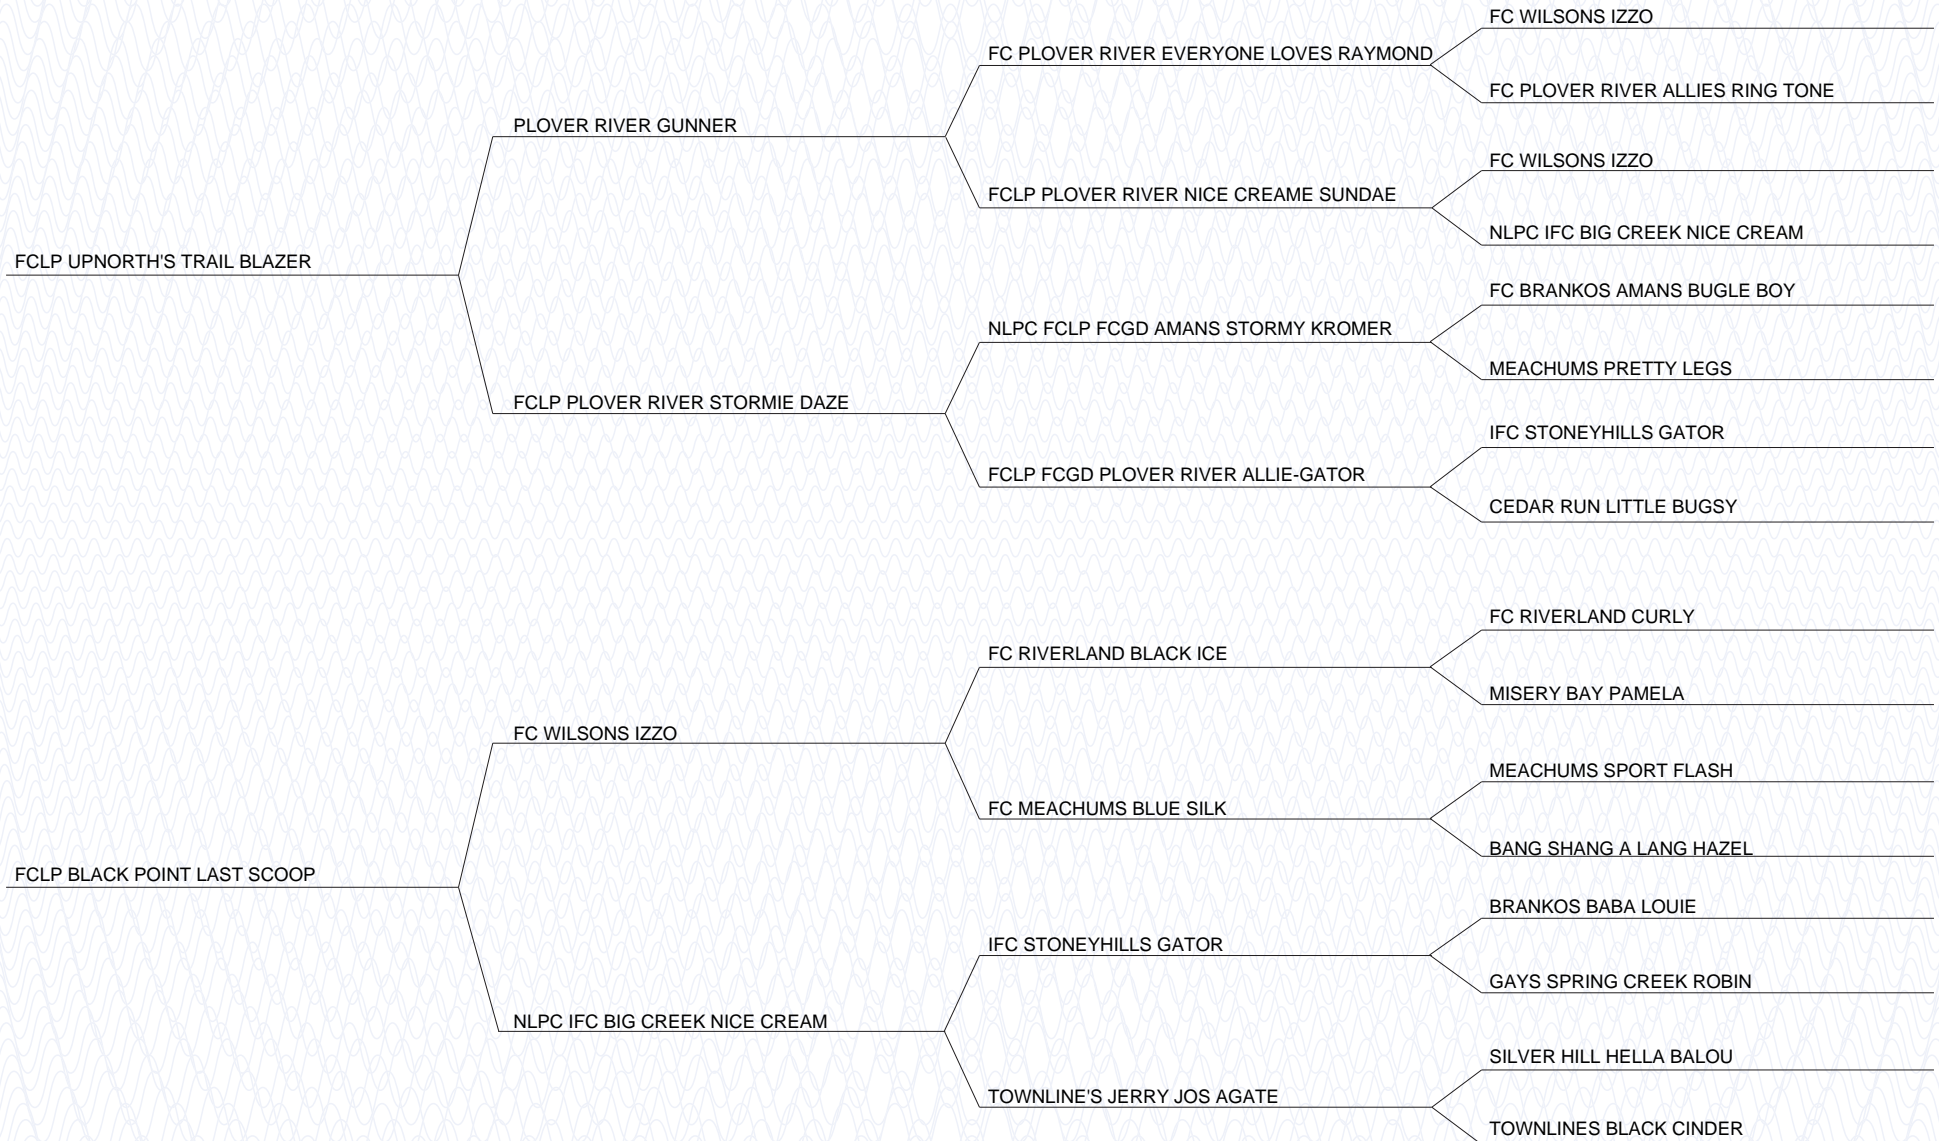 FC WILSONS IZZO
FC PLOVER RIVER EVERYONE LOVES RAYMOND
FC PLOVER RIVER ALLIES RING TONE
PLOVER RIVER GUNNER
FC WILSONS IZZO
FCLP PLOVER RIVER NICE CREAME SUNDAE
NLPC IFC BIG CREEK NICE CREAM
FCLP UPNORTH'S TRAIL BLAZER
FC BRANKOS AMANS BUGLE BOY
NLPC FCLP FCGD AMANS STORMY KROMER
MEACHUMS PRETTY LEGS
FCLP PLOVER RIVER STORMIE DAZE
IFC STONEYHILLS GATOR
FCLP FCGD PLOVER RIVER ALLIE-GATOR
CEDAR RUN LITTLE BUGSY
FC RIVERLAND CURLY
FC RIVERLAND BLACK ICE
MISERY BAY PAMELA
FC WILSONS IZZO
MEACHUMS SPORT FLASH
FC MEACHUMS BLUE SILK
BANG SHANG A LANG HAZEL
FCLP BLACK POINT LAST SCOOP
BRANKOS BABA LOUIE
IFC STONEYHILLS GATOR
GAYS SPRING CREEK ROBIN
NLPC IFC BIG CREEK NICE CREAM
SILVER HILL HELLA BALOU
TOWNLINE'S JERRY JOS AGATE
TOWNLINES BLACK CINDER